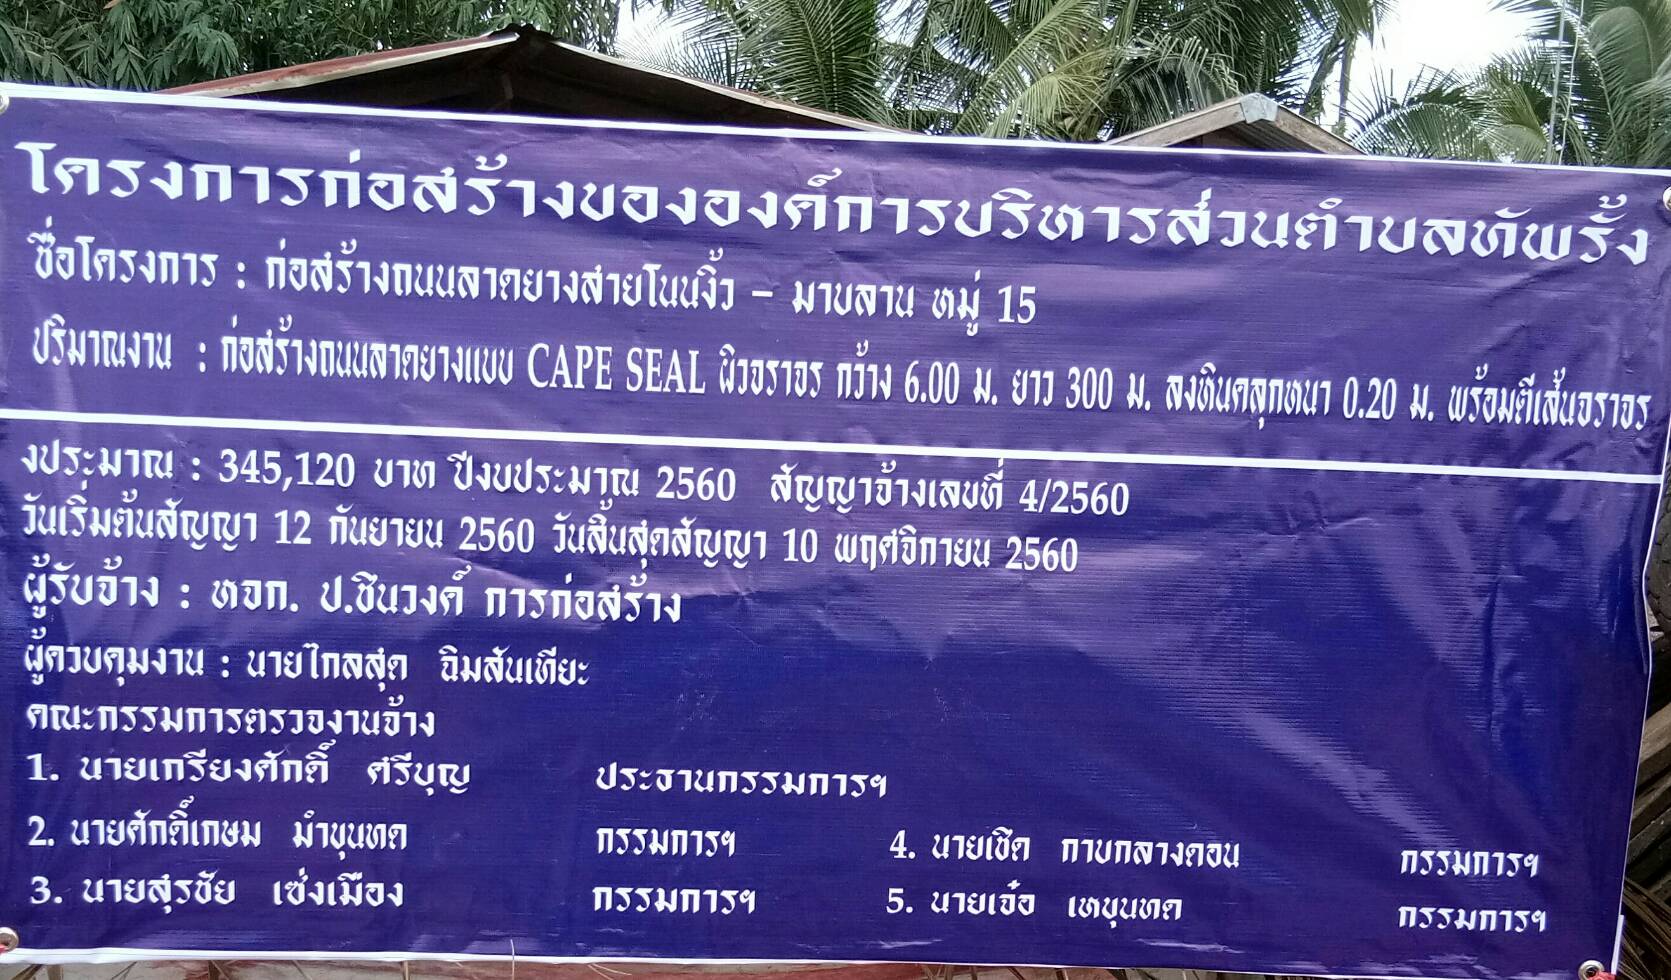 โครงการก่อสร้างขององค์การบริหารส่วนตำบลทัพรั้ง
ชื่อโครงการ : ก่อสร้างถนนลาดยางสายโนนงิ้ว – มาบลาน หมู่ 15
ปริมาณงาน : ก่อสร้างถนนลาดยางแบบ CAPE SEAL ผิวจราจร กว้าง 6.00 ม. ยาว 300 ม. ลงหินคลุกหนา 0.20 ม. พร้อมตีเส้นจราจร
งประมาณ : 345,120 บาท ปีงบประมาณ 2560 สัญญาจ้างเลขที่ 4/2560
วันเริ่มต้นสัญญา 12 กันยายน 2560 วันสิ้นสุดสัญญา 10 พฤศจิกายน 2560
ผู้รับจ้าง : หจก. ป.ชินวงค์ การก่อสร้าง
ผู้ควบคุมงาน : นายไกลสุด ฉิมสันเทียะ
คณะกรรมการตรวจงานจ้าง
1. นายเกรียงศักดิ์ ศรีบุญ ประธานกรรมการฯ
2. นายศักดิ์เกษม มำขุนทด กรรมการฯ 4. นายเชิด กาบกลางดอน กรรมการฯ
3. นายสุรชัย เซ่งเมือง กรรมการฯ 5. นายเจ๋อ เหขุนทด กรรมการฯ